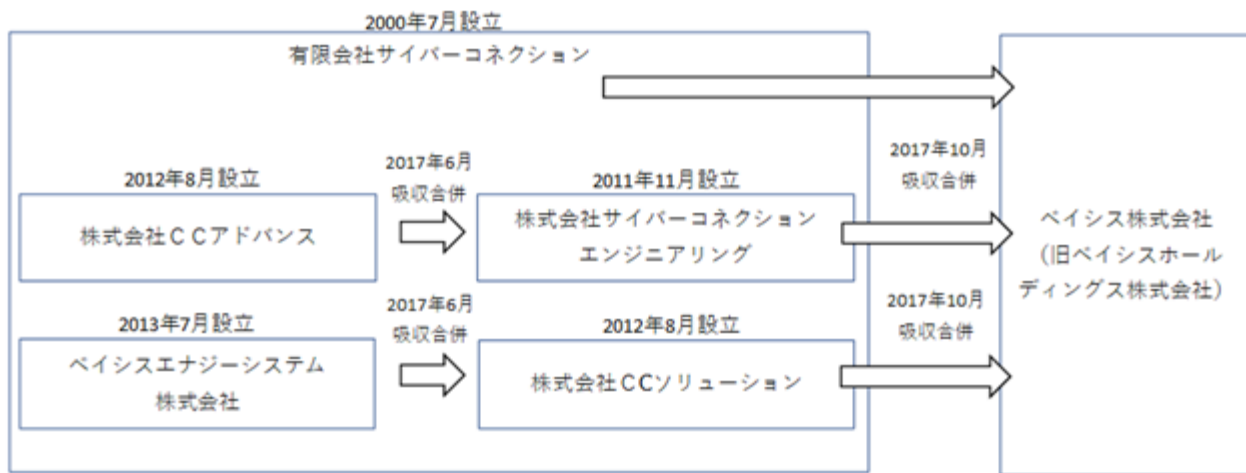 2000年7月設立
有限会社サイバーコネクション
2012年8月設立
株式会社ＣＣアドバンス
2017年6月
吸収合併
2011年11月設立
株式会社サイバーコネクション
エンジニアリング
2017年10月
吸収合併
2013年7月設立
ベイシスエナジーシステム
株式会社
2017年6月
吸収合併
2012年8月設立
株式会社ＣＣソリューション
2017年10月
吸収合併
ベイシス株式会社
（旧ベイシスホール
ディングス株式会社）